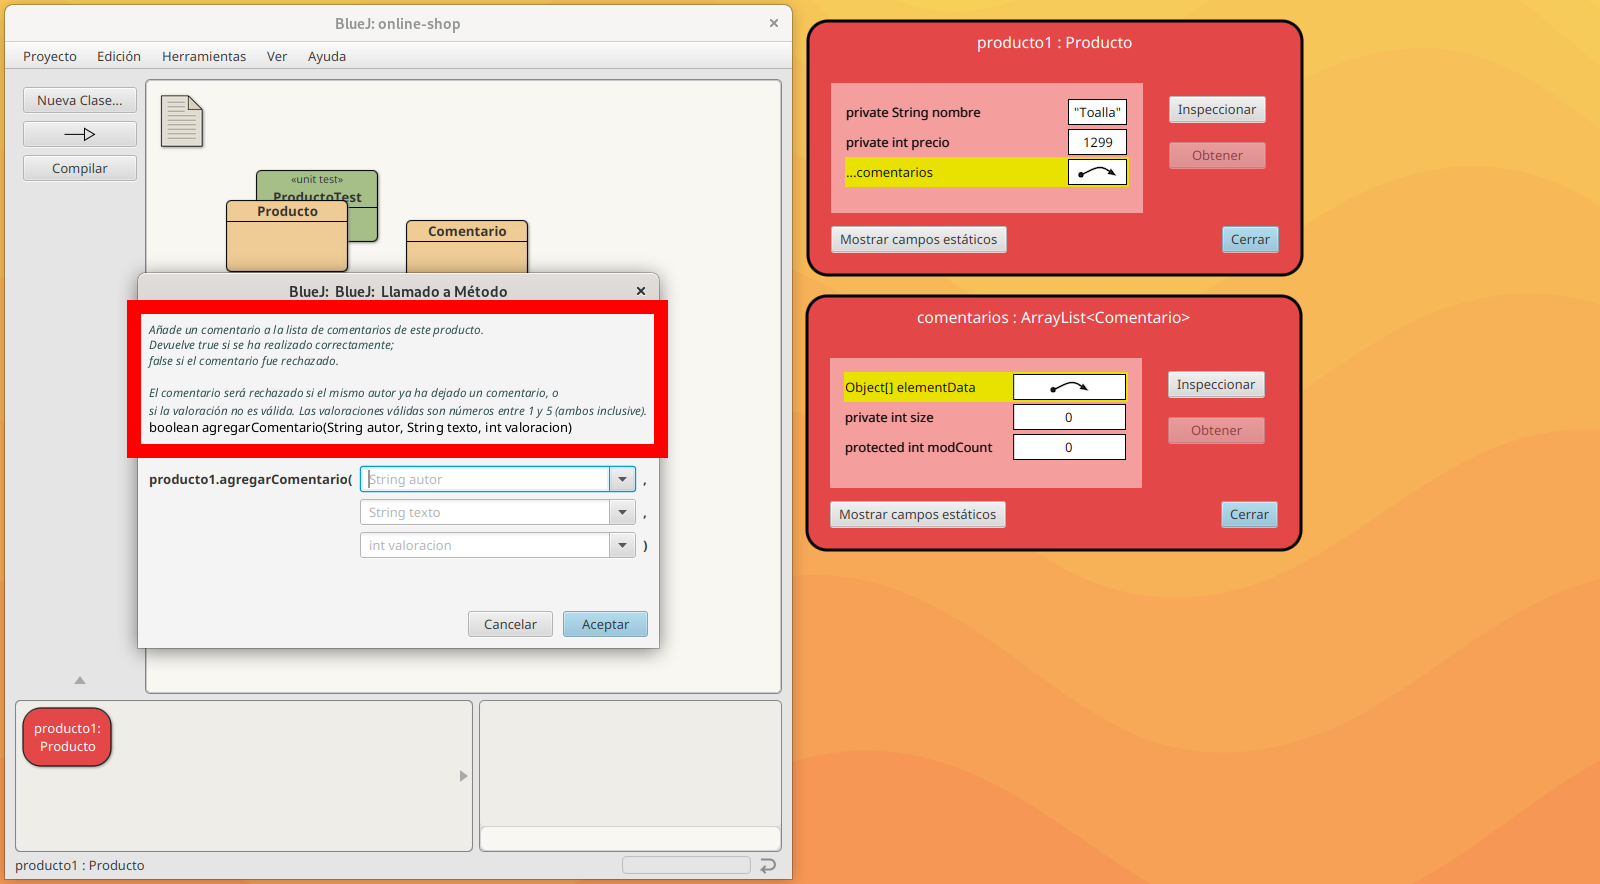 BlueJ: online-shop
Proyecto Edición Herramientas Ver Ayuda
Nueva Clase...
Compilar
«unit test»
ProductoTest
Producto
Comentario
BlueJ: BlueJ: Llamado a Método
Añade un comentario a la lista de comentarios de este producto.
Devuelve true si se ha realizado correctamente;
false si el comentario fue rechazado.
El comentario será rechazado si el mismo autor ya ha dejado un comentario, o
si la valoración no es válida. Las valoraciones válidas son números entre 1 y 5 (ambos inclusive).
boolean agregarComentario(String autor, String texto, int valoracion)
producto1.agregarComentario( String autor ,
String texto ,
int valoracion )
Cancelar Aceptar
producto1:
Producto
producto1 : Producto
producto1 : Producto
private String nombre "Toalla"
private int precio 1299
...comentarios
Inspeccionar
Obtener
Mostrar campos estáticos Cerrar
comentarios : ArrayList<Comentario>
Object[] elementData
private int size 0
protected int modCount 0
Inspeccionar
Obtener
Mostrar campos estáticos Cerrar